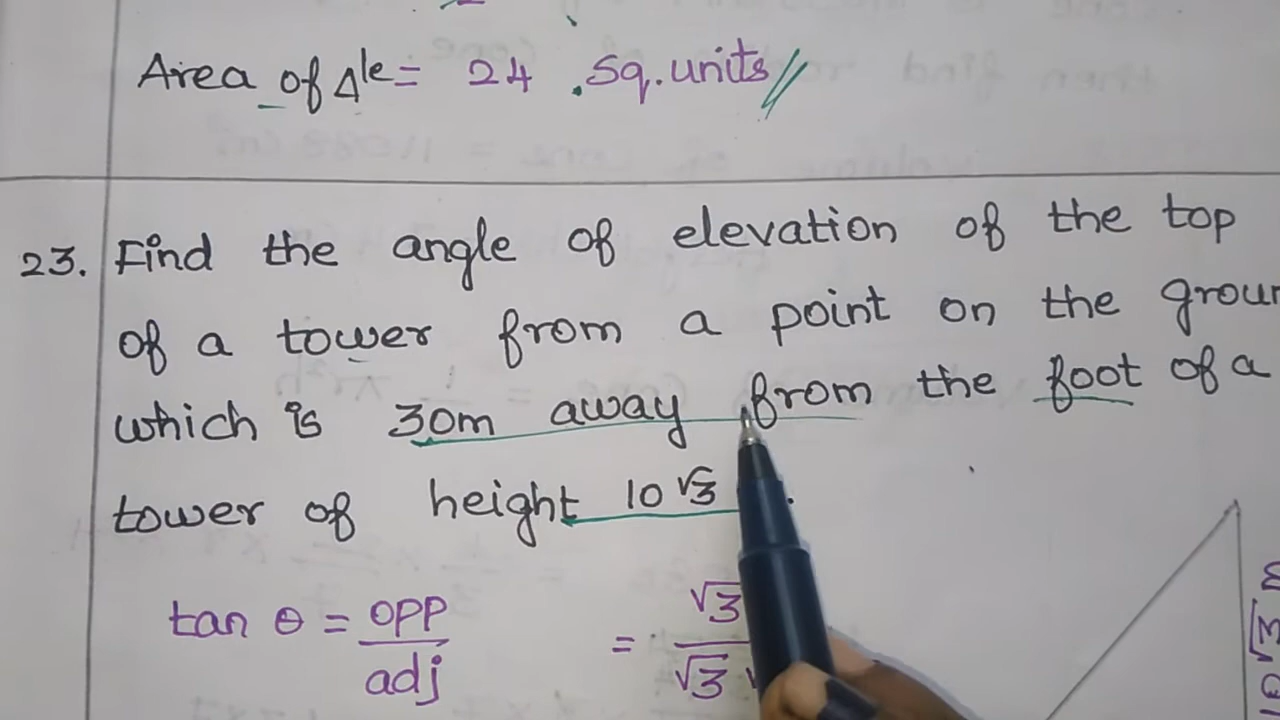 Area of Δle = 24 Sq. units
23. Find the angle of elevation of the top
of a tower from a point on the
which is 30m away from the foot of a
tower of height 10√3
tan θ = opp/adj = √3/√3
10√3 m